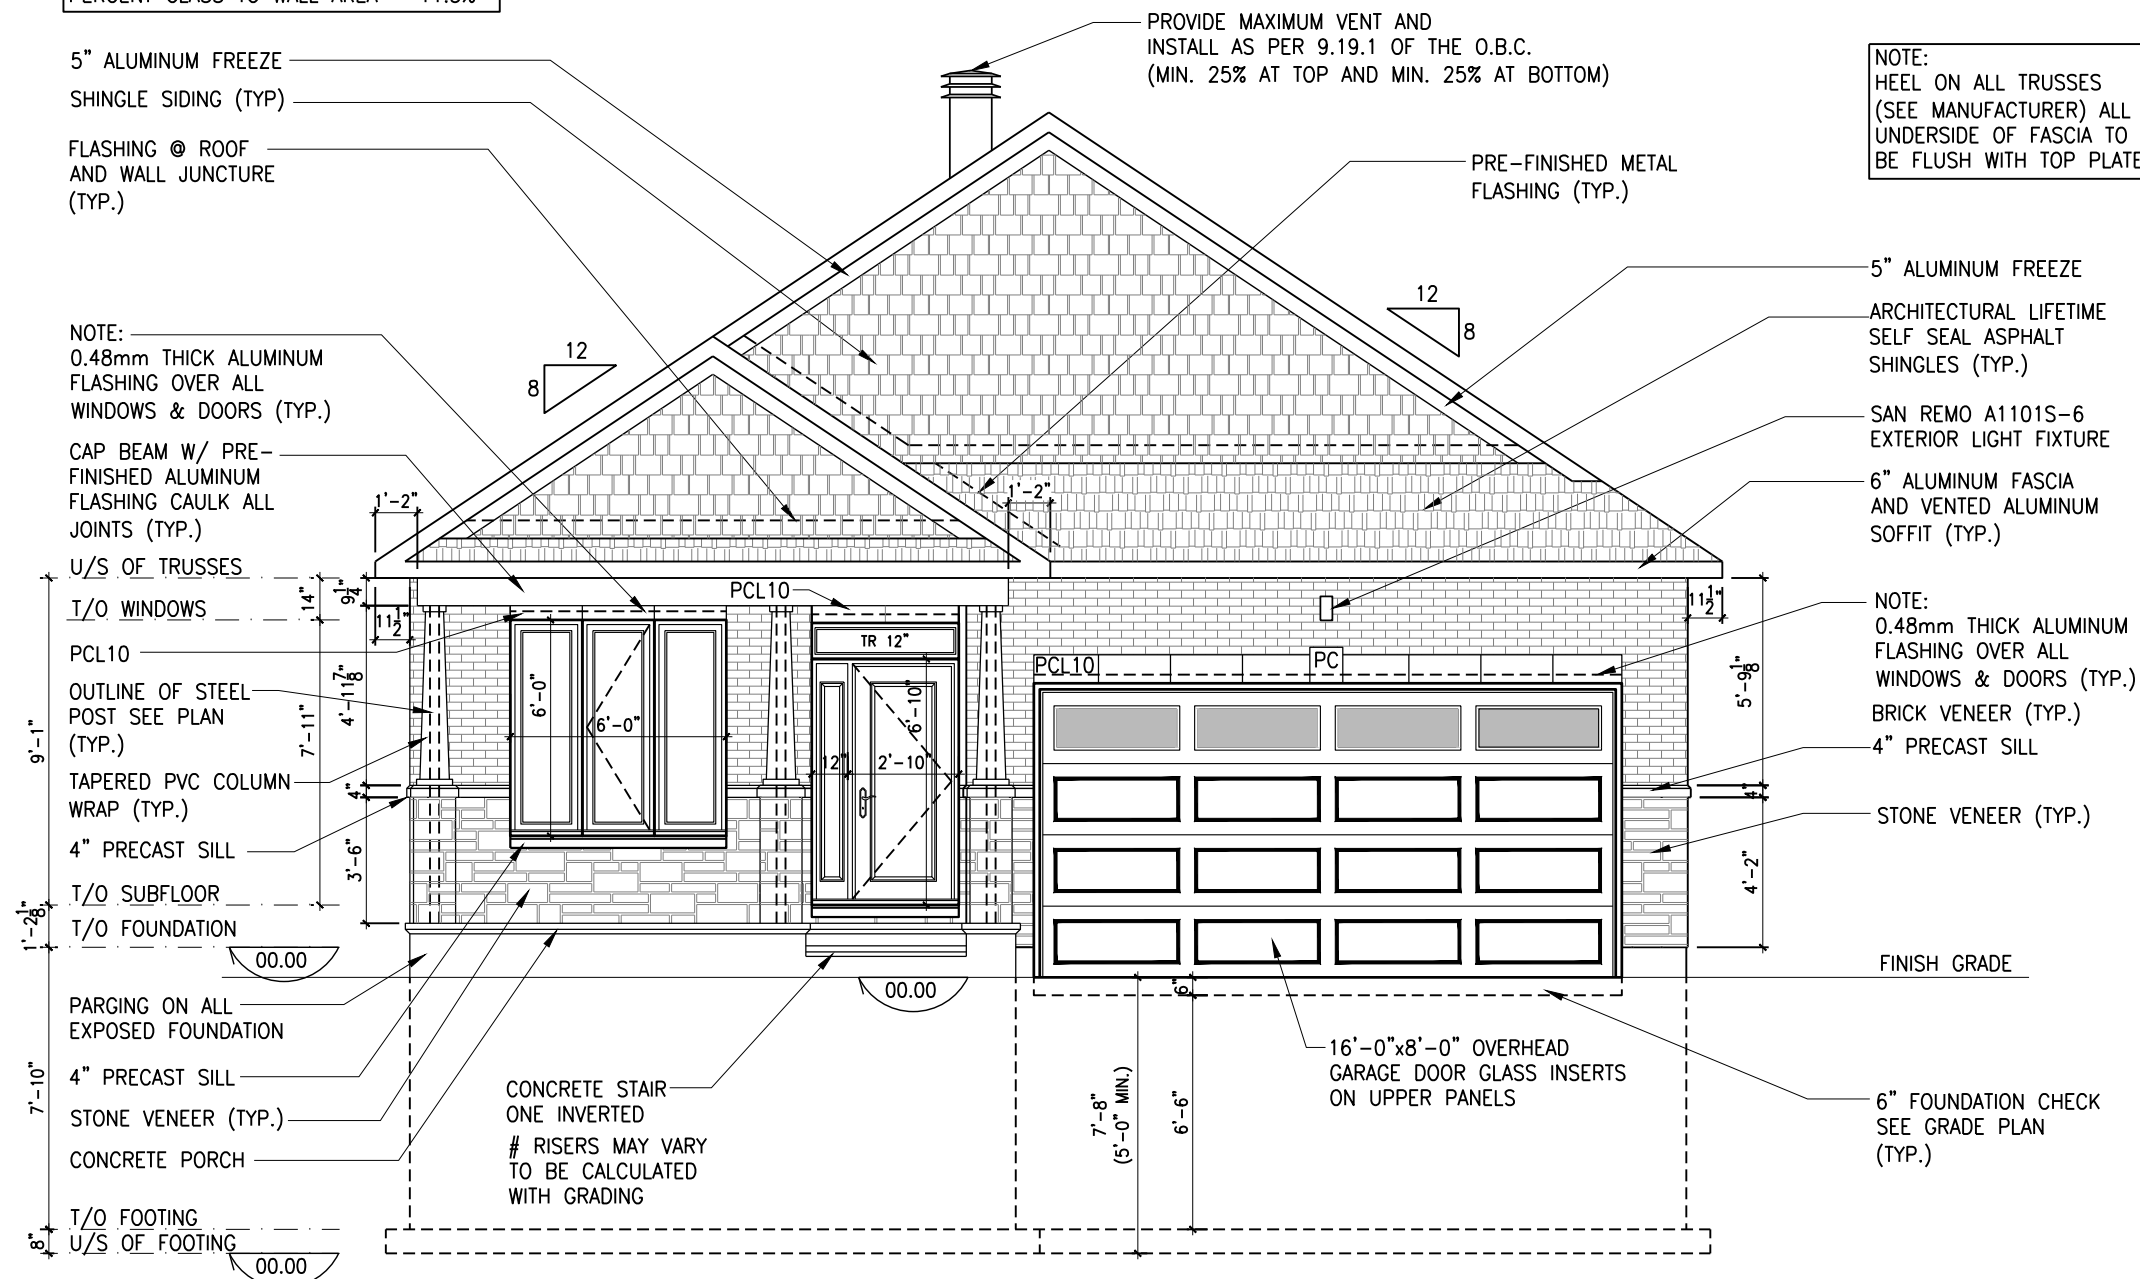 PERCENT GLASS TO WALL AREA
5" ALUMINUM FREEZE
SHINGLE SIDING (TYP)
FLASHING @ ROOF
AND WALL JUNCTURE
(TYP.)
PROVIDE MAXIMUM VENT AND
INSTALL AS PER 9.19.1 OF THE O.B.C.
(MIN. 25% AT TOP AND MIN. 25% AT BOTTOM)
NOTE:
HEEL ON ALL TRUSSES
(SEE MANUFACTURER) ALL
UNDERSIDE OF FASCIA TO
BE FLUSH WITH TOP PLATE
PRE-FINISHED METAL
FLASHING (TYP.)
12
8
12
8
NOTE:
0.48mm THICK ALUMINUM
FLASHING OVER ALL
WINDOWS & DOORS (TYP.)
CAP BEAM W/ PRE-
FINISHED ALUMINUM
FLASHING CAULK ALL
JOINTS (TYP.)
U/S OF TRUSSES
T/O WINDOWS
PCL10
OUTLINE OF STEEL
POST SEE PLAN
(TYP.)
TAPERED PVC COLUMN
WRAP (TYP.)
4" PRECAST SILL
T/O SUBFLOOR
T/O FOUNDATION
00.00
PARGING ON ALL
EXPOSED FOUNDATION
4" PRECAST SILL
STONE VENEER (TYP.)
CONCRETE PORCH
T/O FOOTING
U/S OF FOOTING
00.00
9'-1"
1'-2 1/8"
7'-10"
8"
14"
7'-11"
1'-2"
9 1/4"
11 1/2"
4'-11 7/8"
4"
3'-6"
6'-0"
6'-0"
PCL10
TR 12"
6'-10"
12"
2'-10"
1'-2"
PCL10
PC
00.00
CONCRETE STAIR
ONE INVERTED
# RISERS MAY VARY
TO BE CALCULATED
WITH GRADING
7'-8"
(5'-0" MIN.)
6"
6'-6"
16'-0"x8'-0" OVERHEAD
GARAGE DOOR GLASS INSERTS
ON UPPER PANELS
11 1/2"
5'-9 1/8"
4"
4'-2"
5" ALUMINUM FREEZE
ARCHITECTURAL LIFETIME
SELF SEAL ASPHALT
SHINGLES (TYP.)
SAN REMO A1101S-6
EXTERIOR LIGHT FIXTURE
6" ALUMINUM FASCIA
AND VENTED ALUMINUM
SOFFIT (TYP.)
NOTE:
0.48mm THICK ALUMINUM
FLASHING OVER ALL
WINDOWS & DOORS (TYP.)
BRICK VENEER (TYP.)
4" PRECAST SILL
STONE VENEER (TYP.)
FINISH GRADE
6" FOUNDATION CHECK
SEE GRADE PLAN
(TYP.)